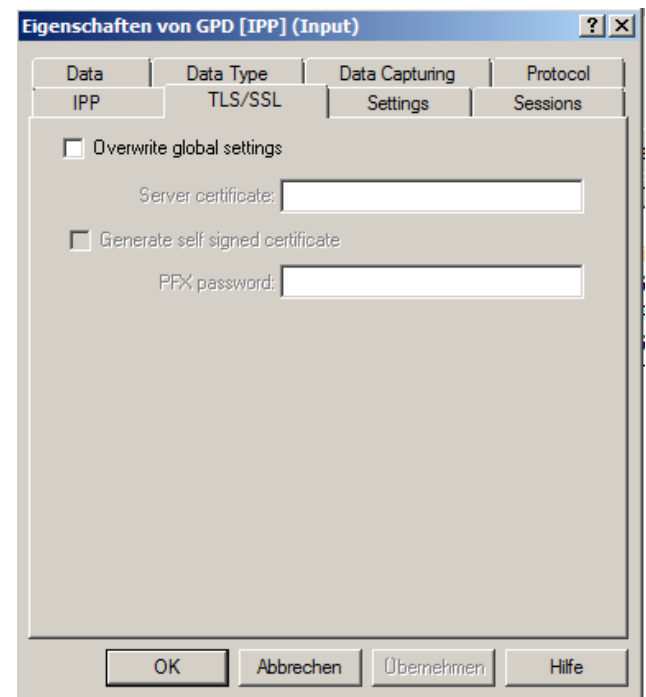 Eigenschaften von GPD [IPP] (Input)
Data Data Type Data Capturing Protocol
IPP TLS/SSL Settings Sessions
Overwrite global settings
Server certificate:
Generate self signed certificate
PFX password:
OK Abbrechen Übernehmen Hilfe